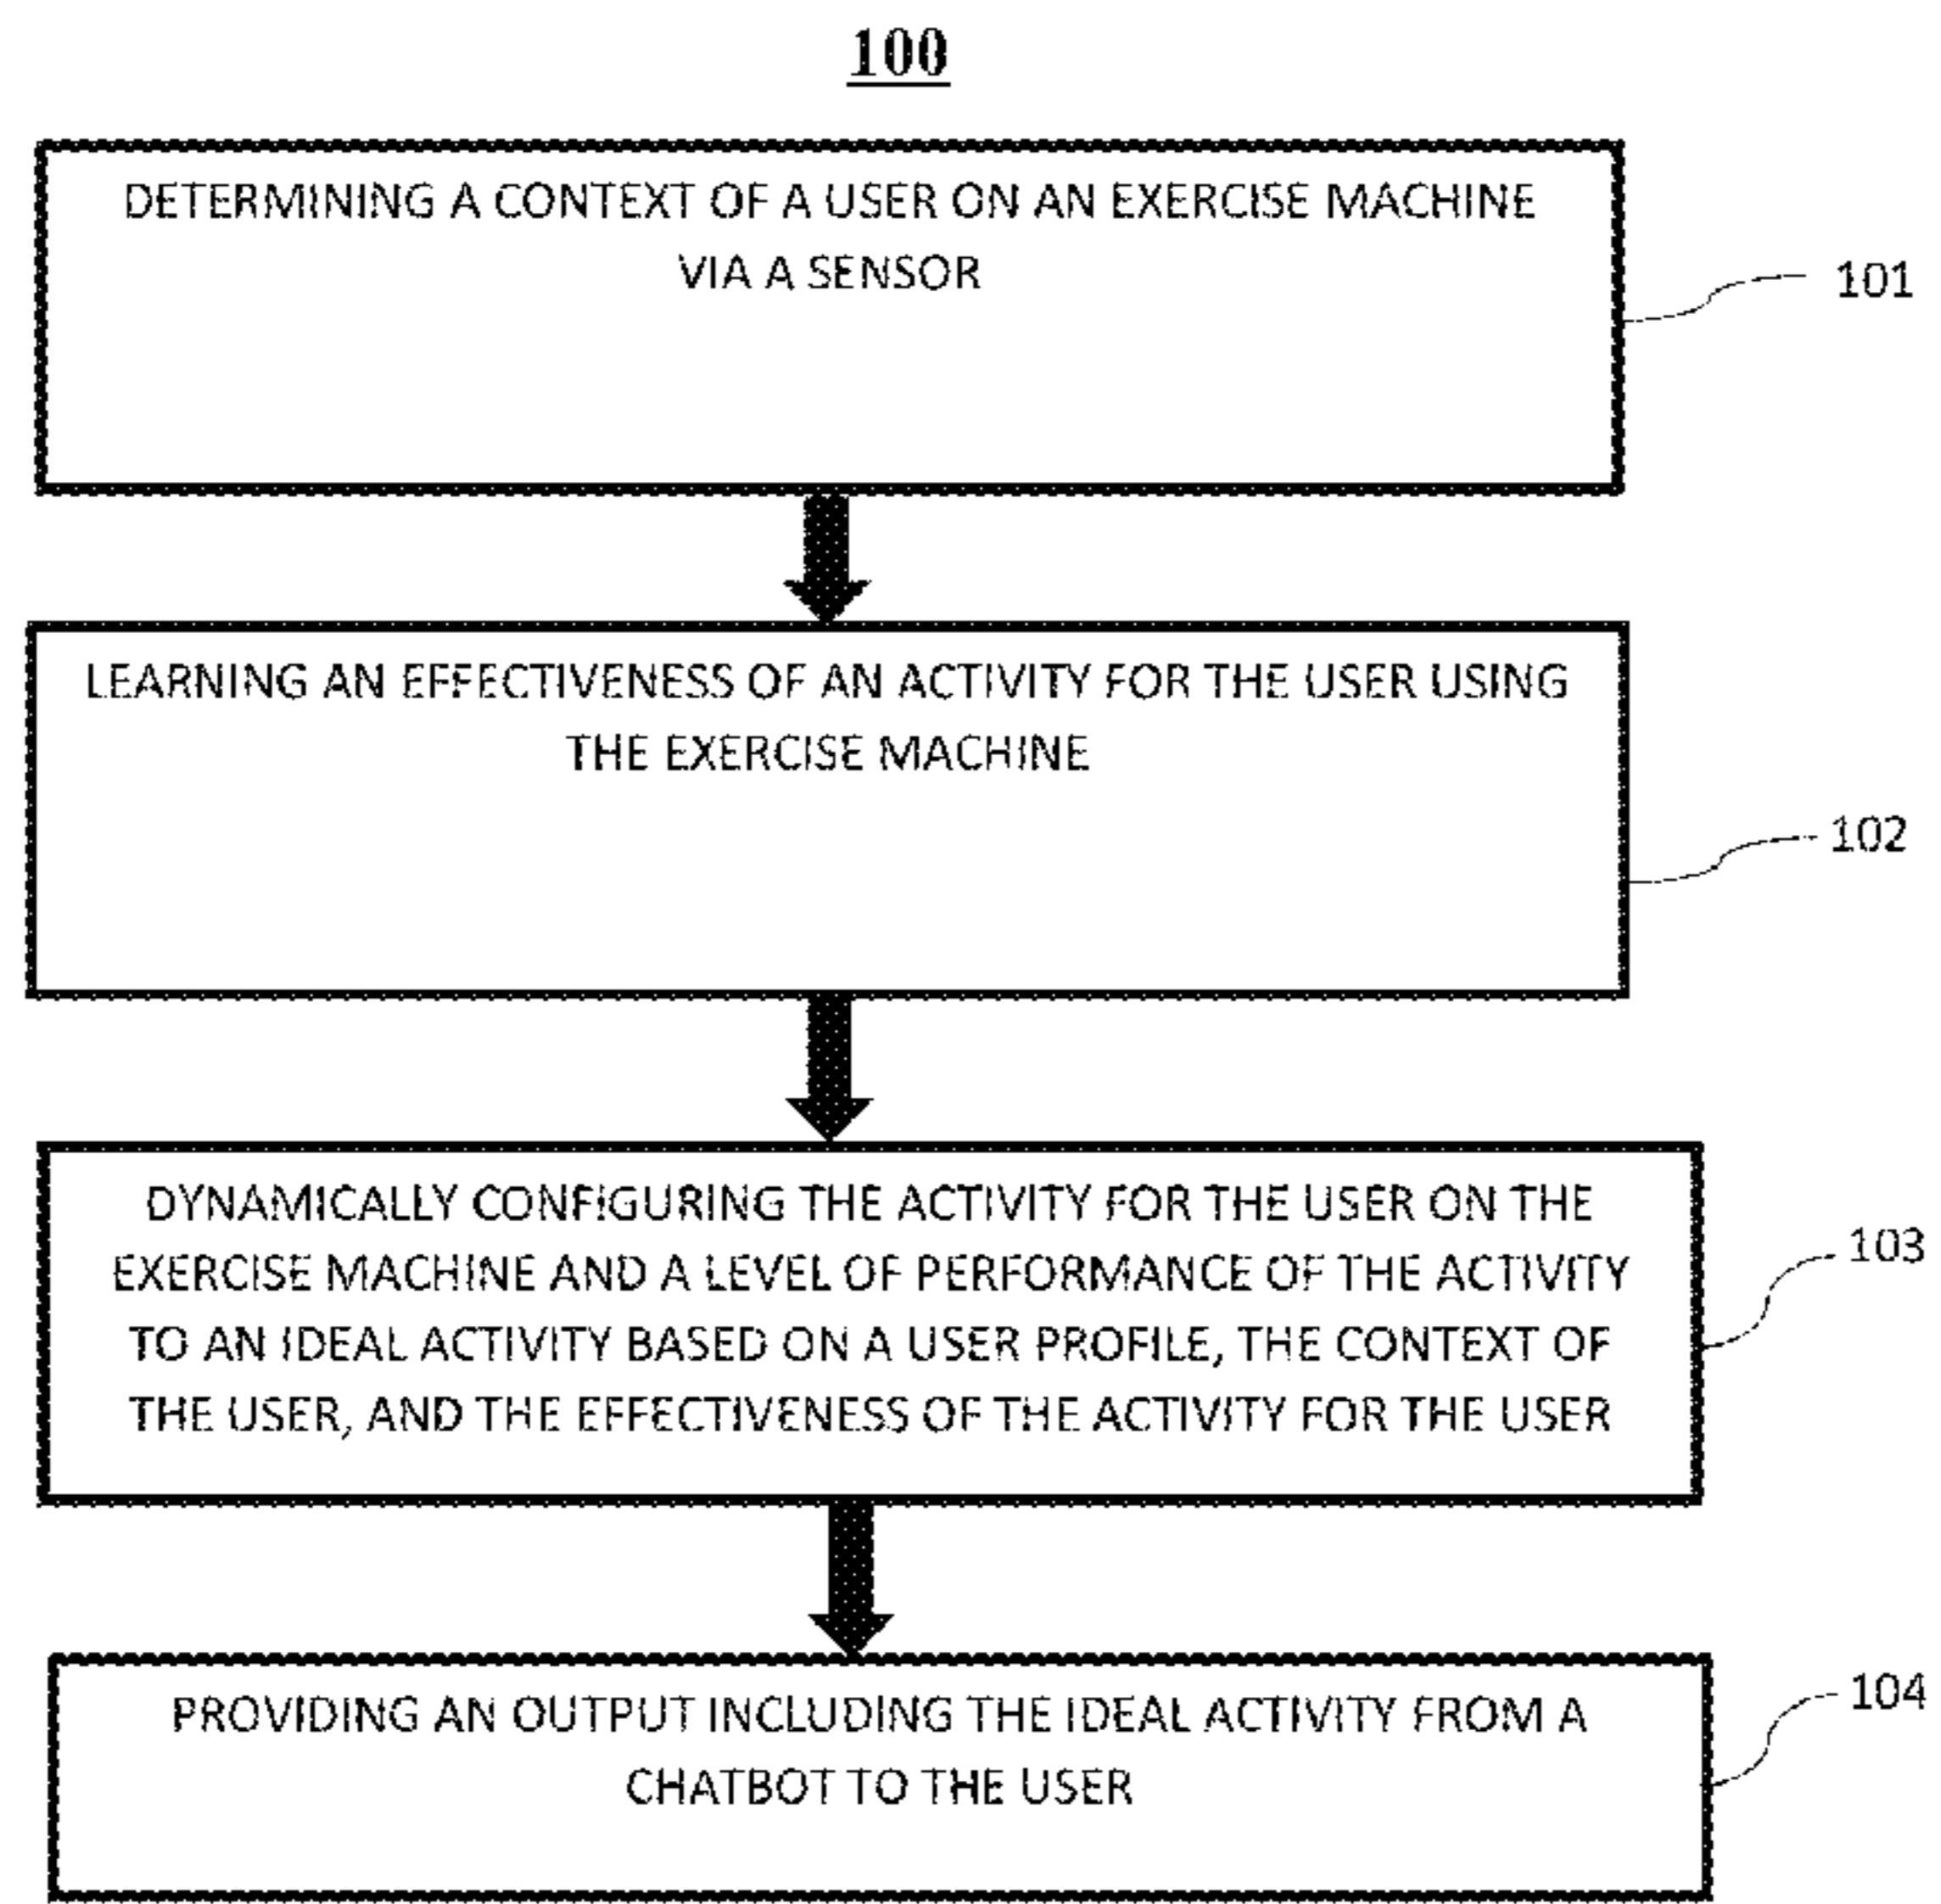 100
DETERMINING A CONTEXT OF A USER ON AN EXERCISE MACHINE
VIA A SENSOR
101
LEARNING AN EFFECTIVENESS OF AN ACTIVITY FOR THE USER USING
THE EXERCISE MACHINE
102
DYNAMICALLY CONFIGURING THE ACTIVITY FOR THE USER ON THE
EXERCISE MACHINE AND A LEVEL OF PERFORMANCE OF THE ACTIVITY
TO AN IDEAL ACTIVITY BASED ON A USER PROFILE, THE CONTEXT OF
THE USER, AND THE EFFECTIVENESS OF THE ACTIVITY FOR THE USER
103
PROVIDING AN OUTPUT INCLUDING THE IDEAL ACTIVITY FROM A
CHATBOT TO THE USER
104